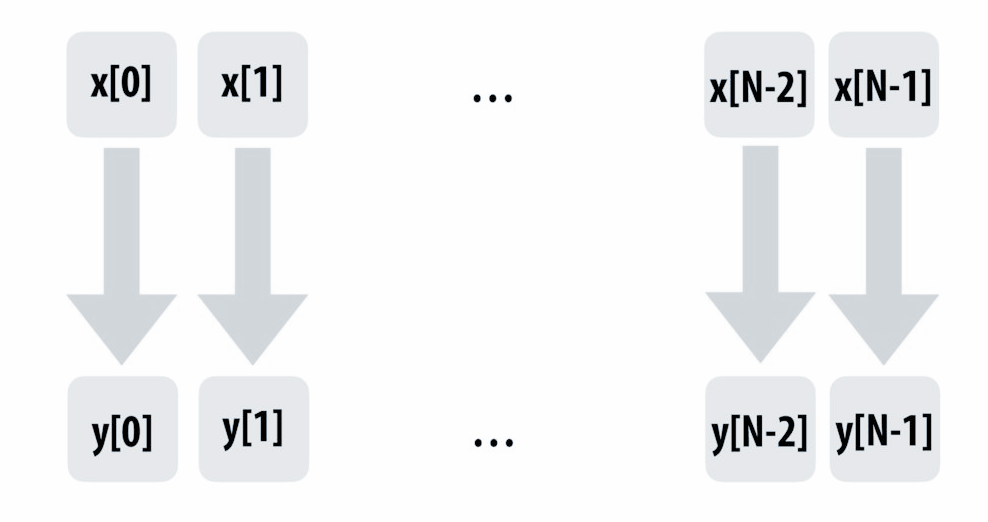 x[0] x[1] ... x[N-2] x[N-1]
y[0] y[1] ... y[N-2] y[N-1]